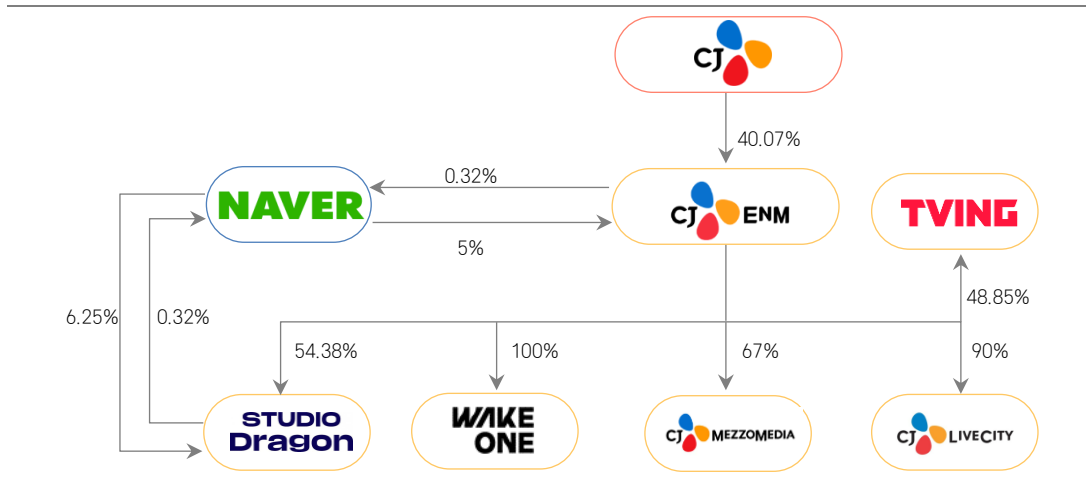 CJ
40.07%
NAVER
0.32%
5%
CJ ENM
TVING
6.25%
0.32%
48.85%
54.38%
100%
67%
90%
STUDIO
Dragon
WAKE
ONE
CJ MEZZOMEDIA
CJ LIVECITY